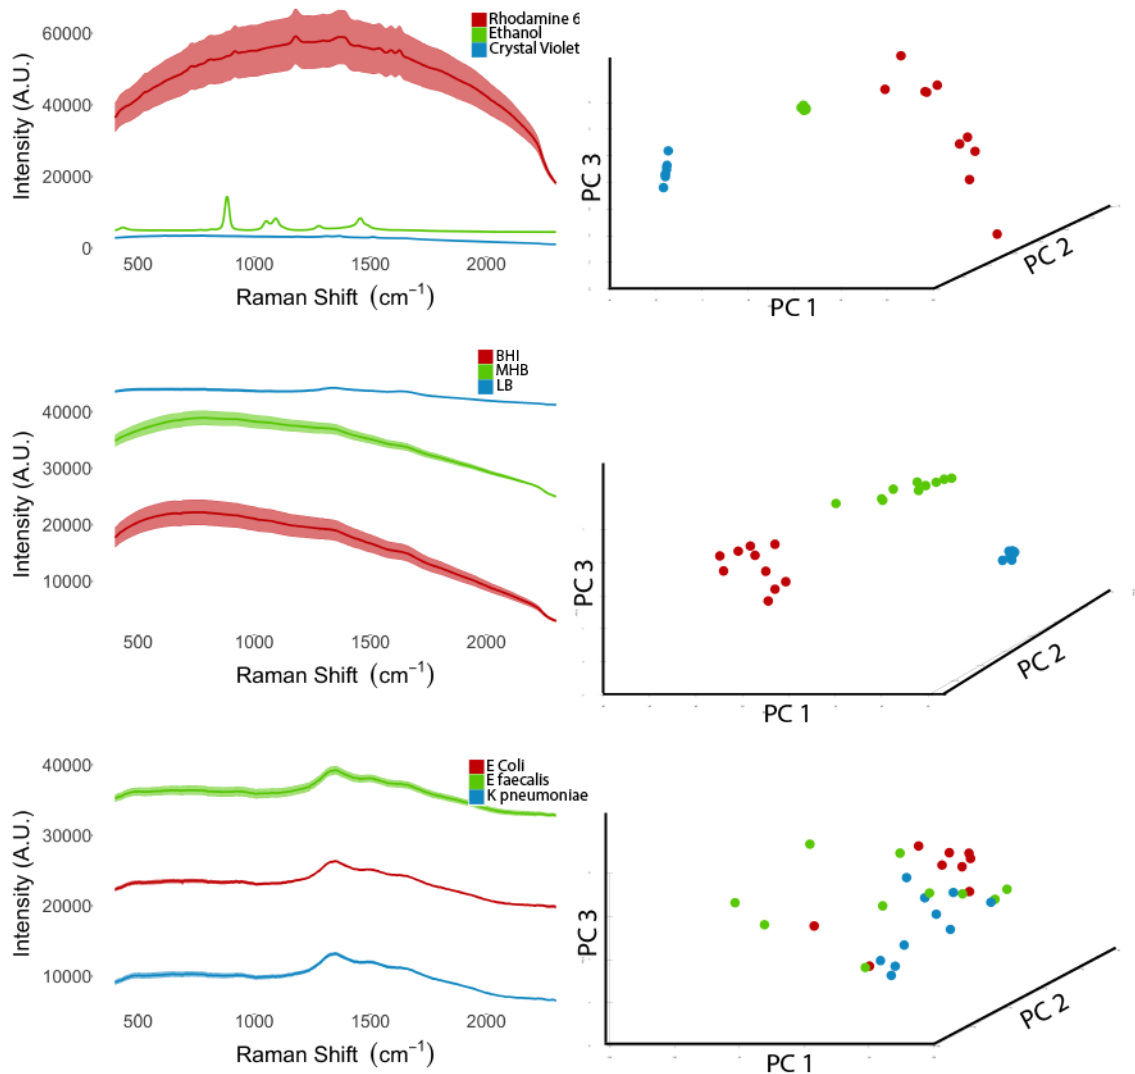 Rhodamine 6
Ethanol
Crystal Violet
Intensity (A.U.)
60000
40000
20000
0
500 1000 1500 2000
Raman Shift (cm⁻¹)
PC 3
PC 2
PC 1
BHI
MHB
LB
Intensity (A.U.)
Intensity (A.U.)
40000
30000
20000
10000
500 1000 1500 2000
Raman Shift (cm⁻¹)
PC 3
PC 2
PC 1
E Coli
E faecalis
K pneumoniae
Intensity (A.U.)
Intensity (A.U.)
40000
30000
20000
10000
500 1000 1500 2000
Raman Shift (cm⁻¹)
PC 3
PC 2
PC 1